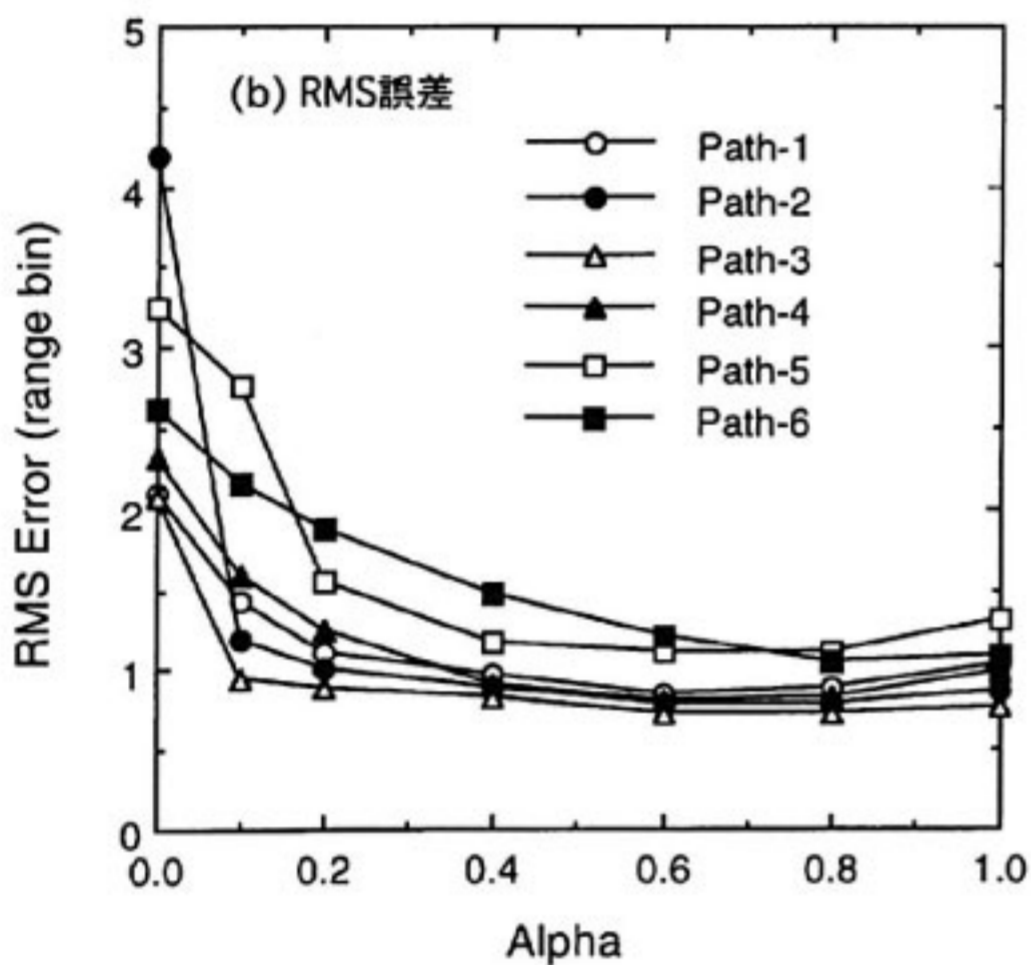 (b) RMS誤差
Path-1
Path-2
Path-3
Path-4
Path-5
Path-6
RMS Error (range bin)
5
4
3
2
1
0
0.0 0.2 0.4 0.6 0.8 1.0
Alpha